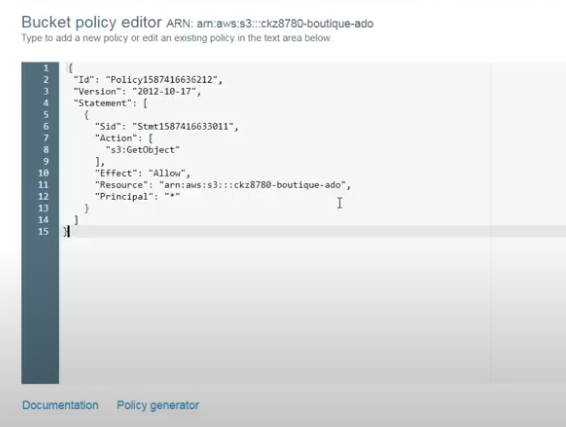 Bucket policy editor ARN: arn:aws:s3:::ckz8780-boutique-ado
Type to add a new policy or edit an existing policy in the text area below
1 {
2 "Id": "Policy1587416636212",
3 "Version": "2012-10-17",
4 "Statement": [
5 {
6 "Sid": "Stmt1587416633011",
7 "Action": [
8 "s3:GetObject"
9 ],
10 "Effect": "Allow",
11 "Resource": "arn:aws:s3:::ckz8780-boutique-ado",
12 "Principal": "*"
13 }
14 ]
15 }
Documentation Policy generator